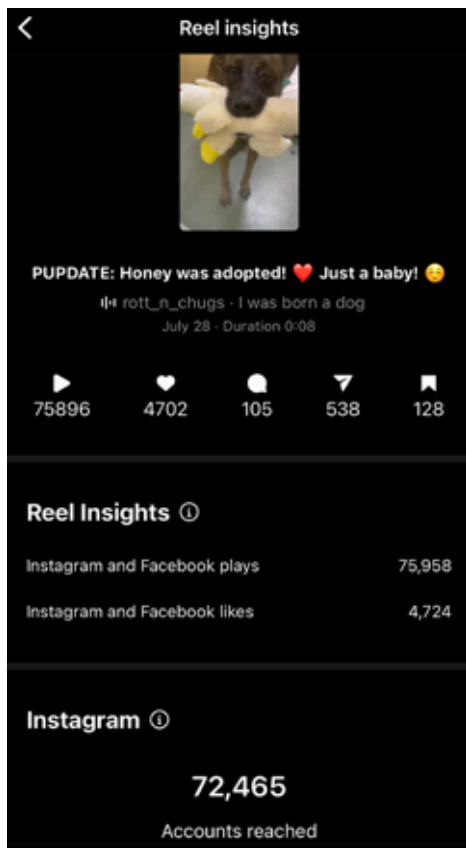 Reel insights
PUPDATE: Honey was adopted! ❤️ Just a baby! ☺️
rott_n_chugs · I was born a dog
July 28 · Duration 0:08
75896 4702 105 538 128
Reel Insights
Instagram and Facebook plays 75,958
Instagram and Facebook likes 4,724
Instagram
72,465
Accounts reached